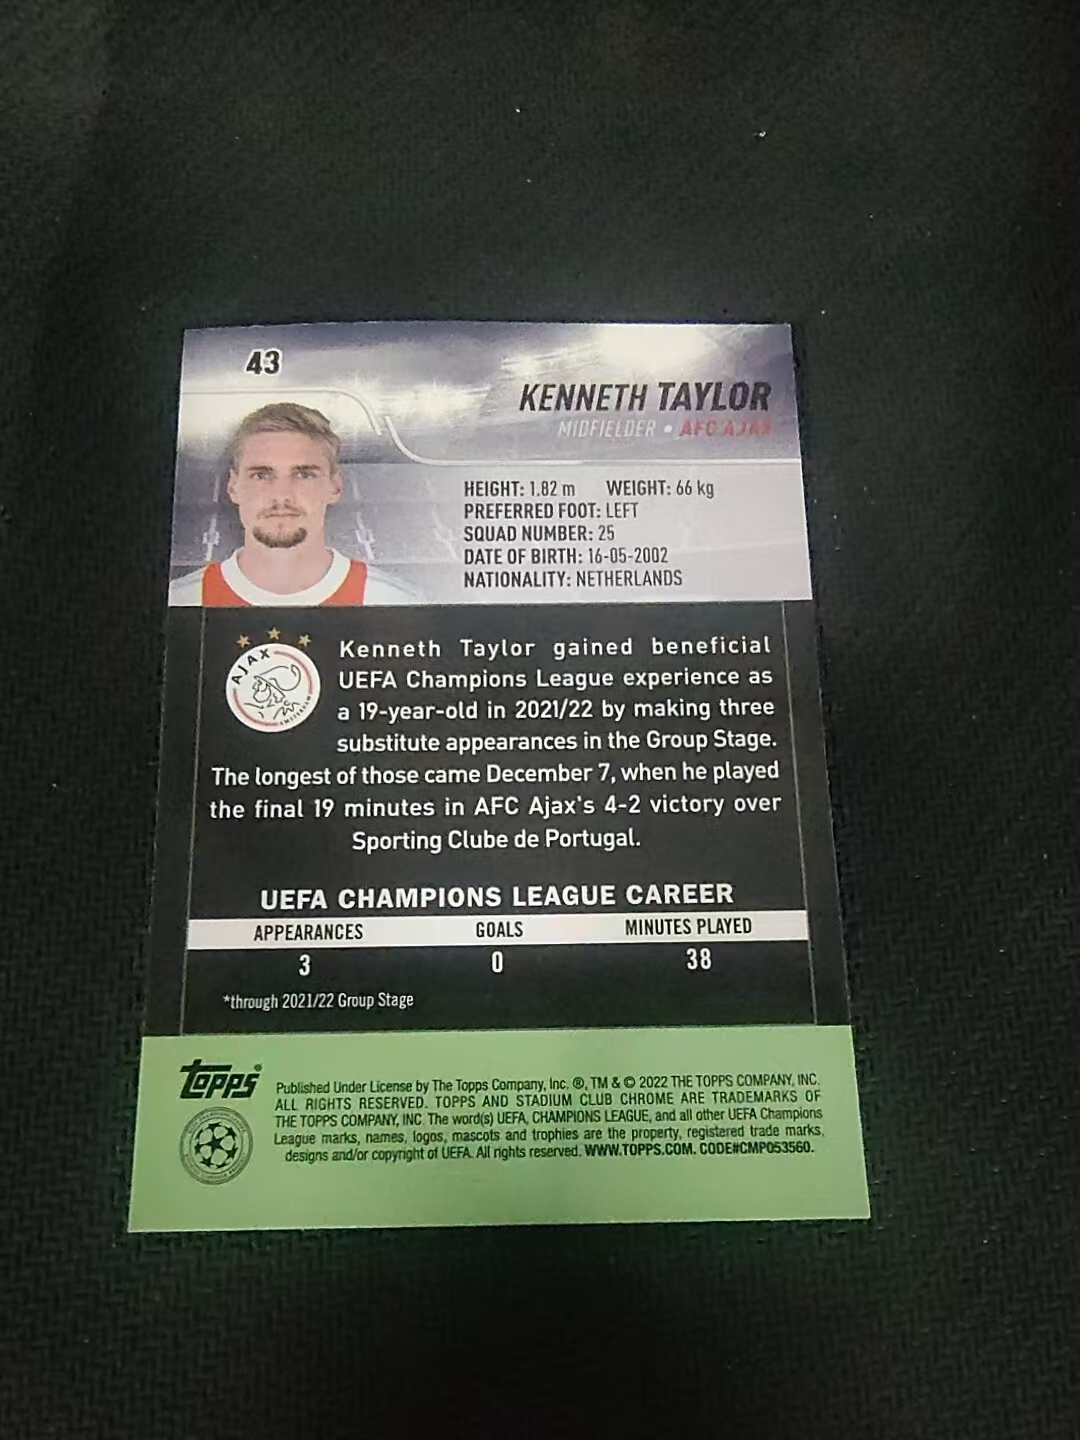 43
KENNETH TAYLOR
MIDFIELDER • AFC AJAX
HEIGHT: 1.82 m WEIGHT: 66 kg
PREFERRED FOOT: LEFT
SQUAD NUMBER: 25
DATE OF BIRTH: 16-05-2002
NATIONALITY: NETHERLANDS
AJAX
AMSTERDAM
Kenneth Taylor gained beneficial
UEFA Champions League experience as
a 19-year-old in 2021/22 by making three
substitute appearances in the Group Stage.
The longest of those came December 7, when he played
the final 19 minutes in AFC Ajax's 4-2 victory over
Sporting Clube de Portugal.
UEFA CHAMPIONS LEAGUE CAREER
APPEARANCES GOALS MINUTES PLAYED
3 0 38
*through 2021/22 Group Stage
TOPPS®
Published Under License by The Topps Company, Inc. ®, TM & © 2022 THE TOPPS COMPANY, INC.
ALL RIGHTS RESERVED. TOPPS AND STADIUM CLUB CHROME ARE TRADEMARKS OF
THE TOPPS COMPANY, INC. The word(s) UEFA, CHAMPIONS LEAGUE, and all other UEFA Champions
League marks, names, logos, mascots and trophies are the property, registered trade marks,
designs and/or copyright of UEFA. All rights reserved. WWW.TOPPS.COM. CODE#CMP053560.